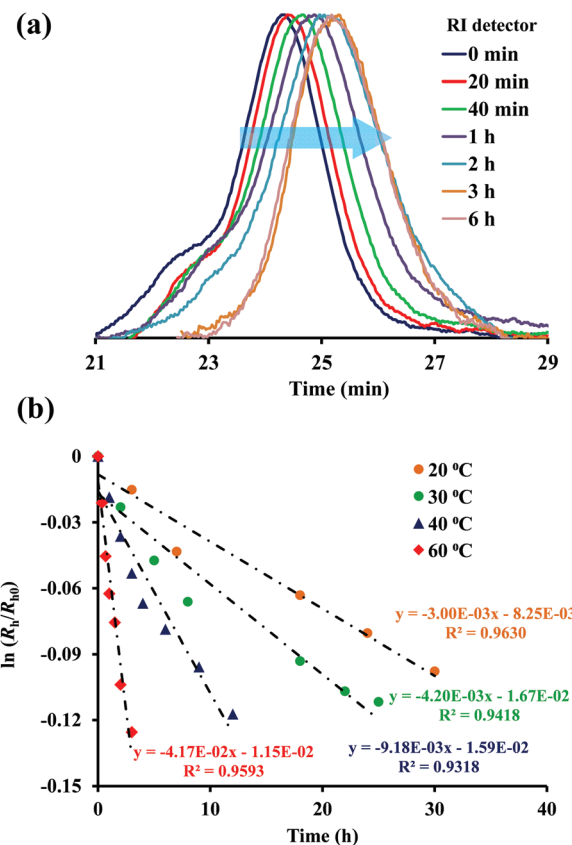 (a)
RI detector
0 min
20 min
40 min
1 h
2 h
3 h
6 h
21 23 25 27 29
Time (min)
(b)
0
-0.03
-0.06
-0.09
-0.12
-0.15
ln (Rh/Rh0)
20 ⁰C
30 ⁰C
40 ⁰C
60 ⁰C
y = -3.00E-03x - 8.25E-03
R² = 0.9630
y = -4.20E-03x - 1.67E-02
R² = 0.9418
y = -9.18E-03x - 1.59E-02
R² = 0.9318
y = -4.17E-02x - 1.15E-02
R² = 0.9593
0 10 20 30 40
Time (h)